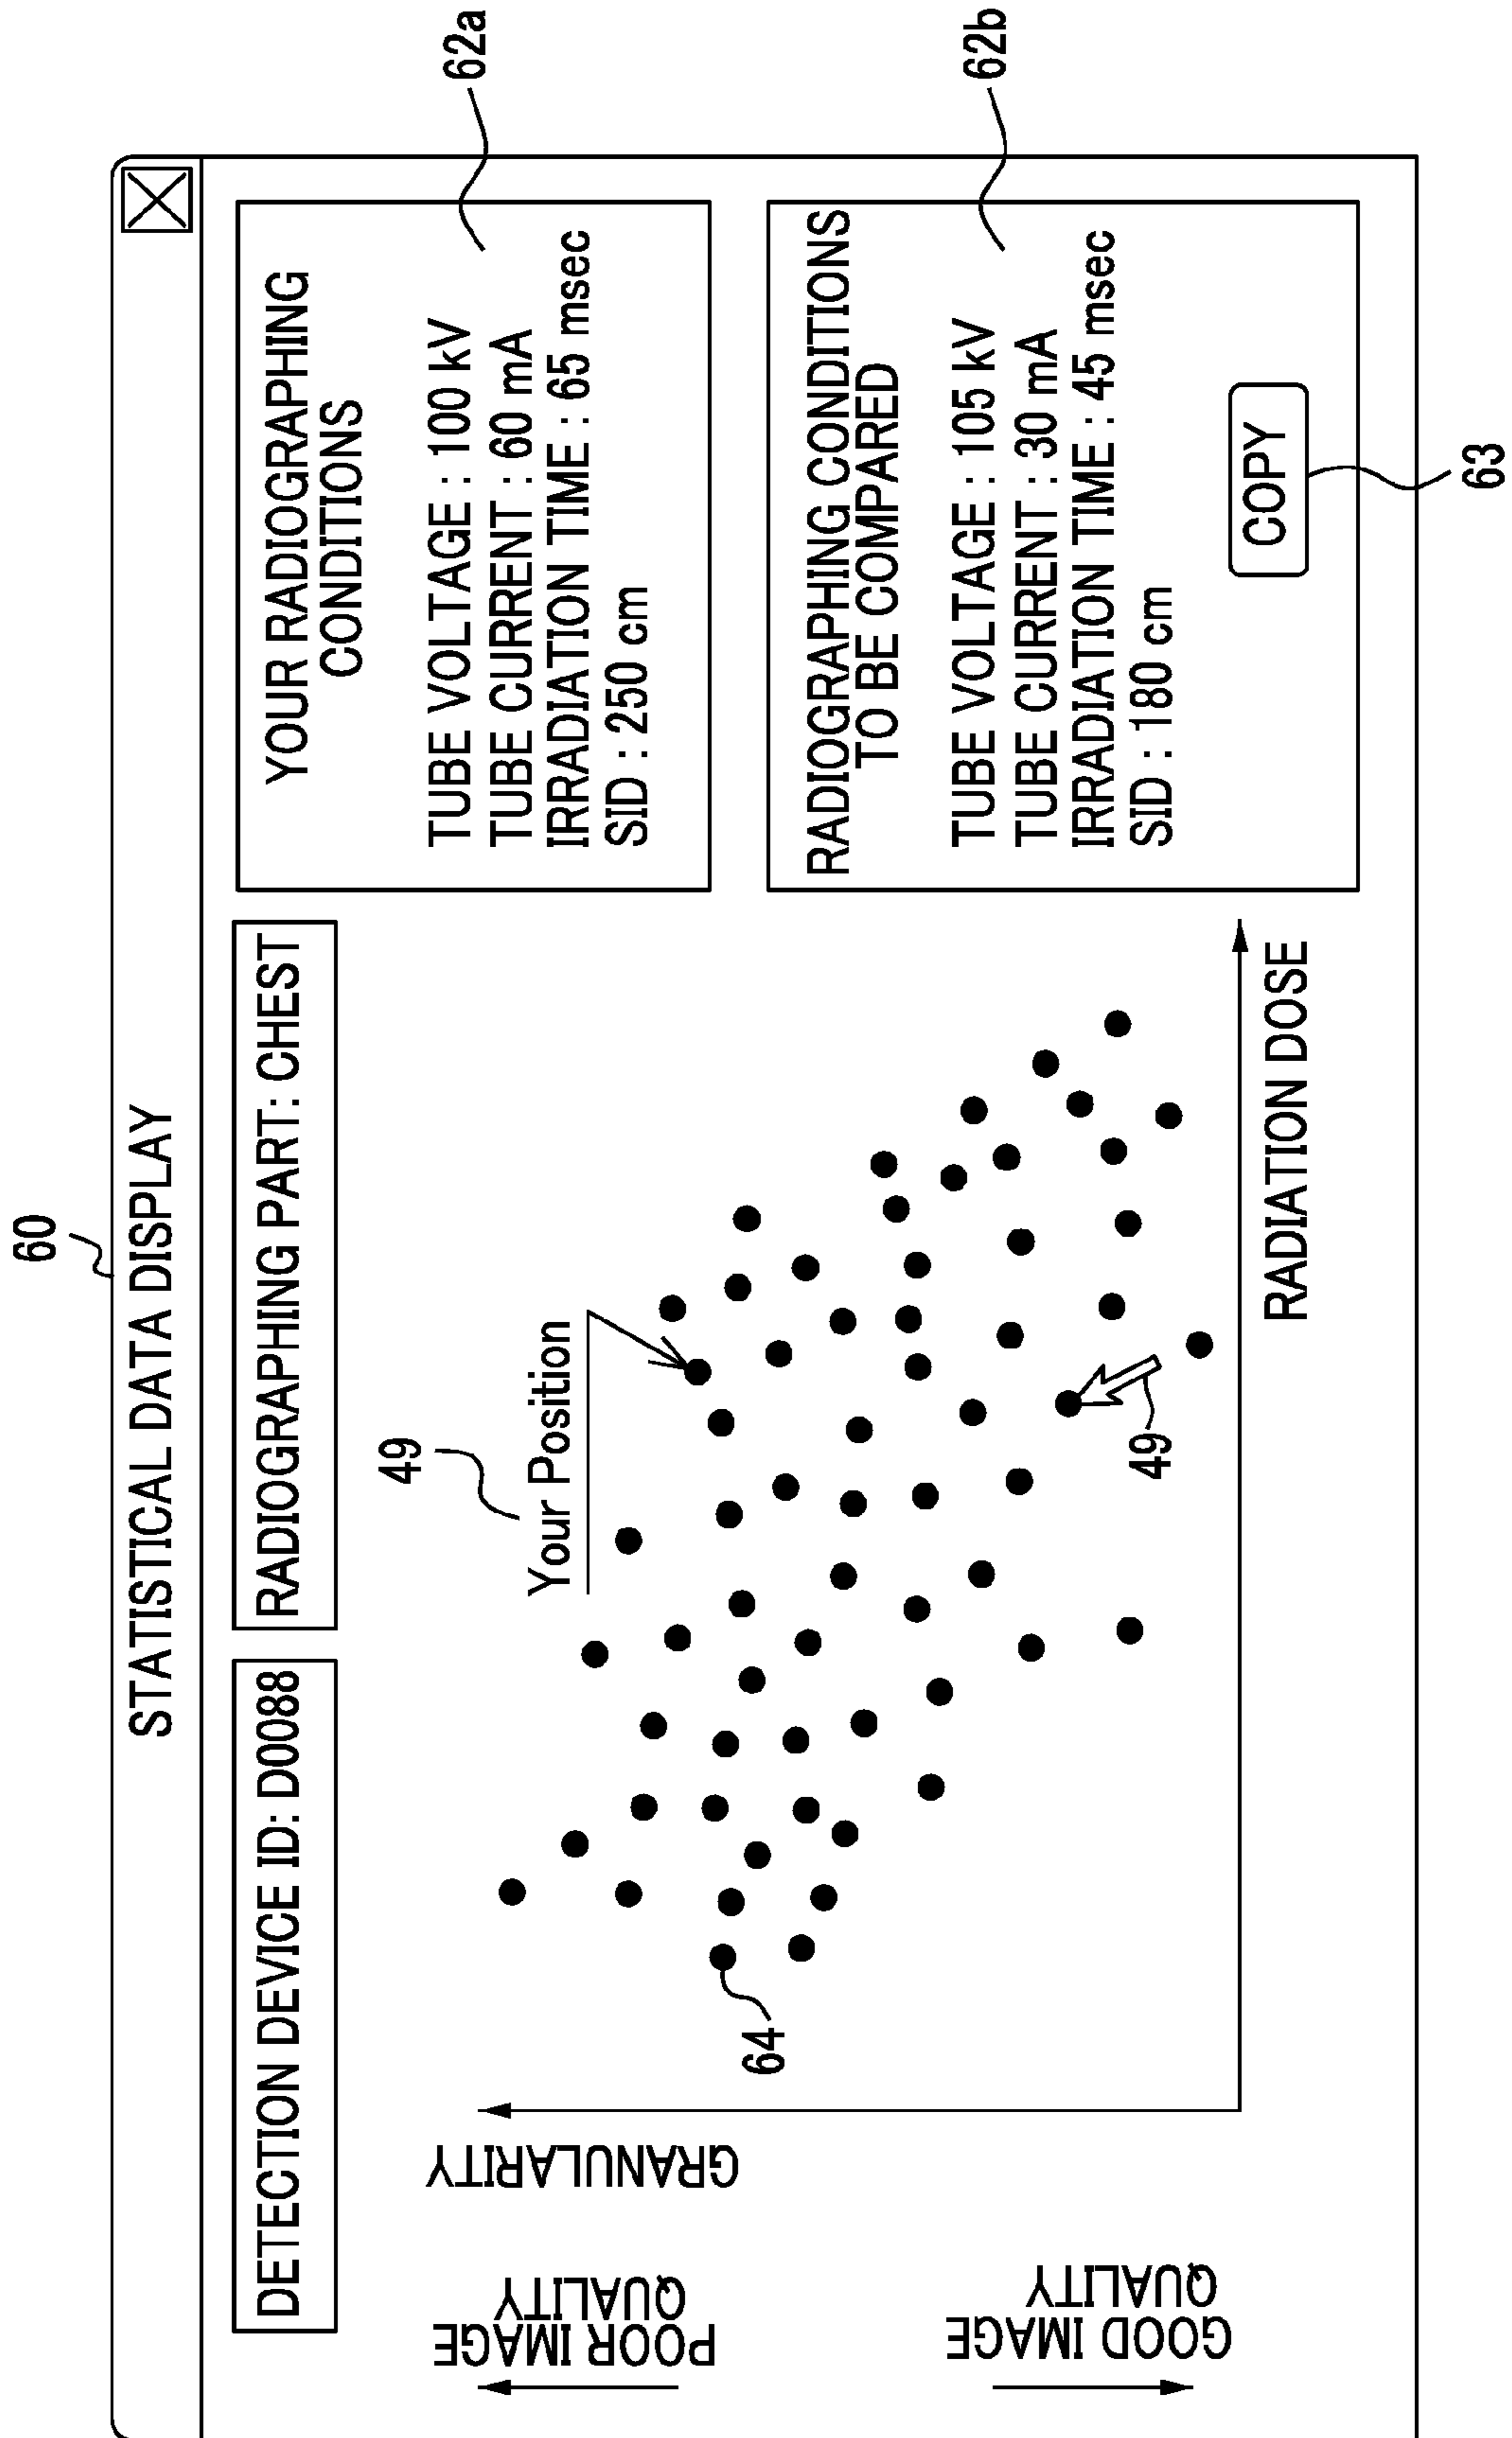 60
STATISTICAL DATA DISPLAY
DETECTION DEVICE ID: D0088
RADIOGRAPHING PART: CHEST
POOR IMAGE
QUALITY
GOOD IMAGE
QUALITY
GRANULARITY
49
Your Position
64
49
RADIATION DOSE
YOUR RADIOGRAPHING
CONDITIONS
TUBE VOLTAGE : 100 kV
TUBE CURRENT : 60 mA
IRRADIATION TIME : 65 msec
SID : 250 cm
62a
RADIOGRAPHING CONDITIONS
TO BE COMPARED
TUBE VOLTAGE : 105 kV
TUBE CURRENT : 30 mA
IRRADIATION TIME : 45 msec
SID : 180 cm
62b
COPY
63